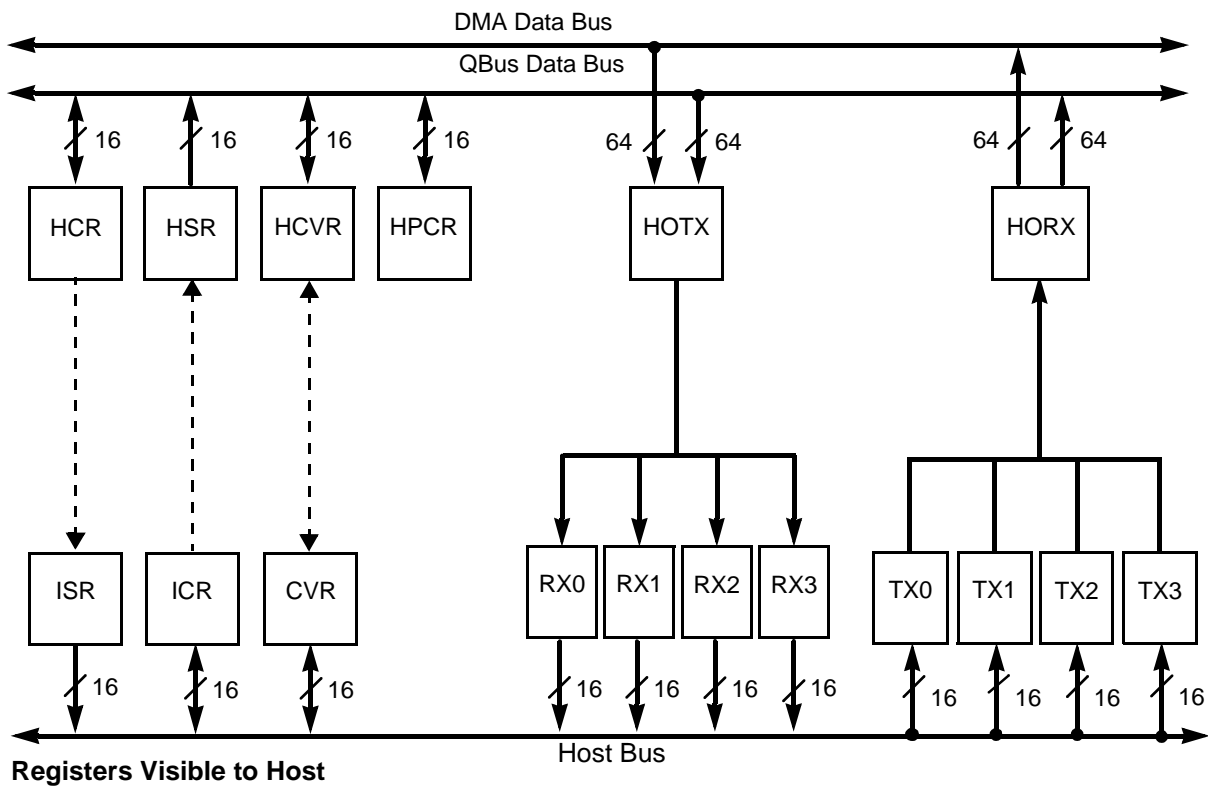 DMA Data Bus
QBus Data Bus
16 16 16 16 64 64 64 64
HCR HSR HCVR HPCR HOTX HORX
ISR ICR CVR RX0 RX1 RX2 RX3 TX0 TX1 TX2 TX3
16 16 16 16 16 16 16 16 16 16 16
Host Bus
Registers Visible to Host